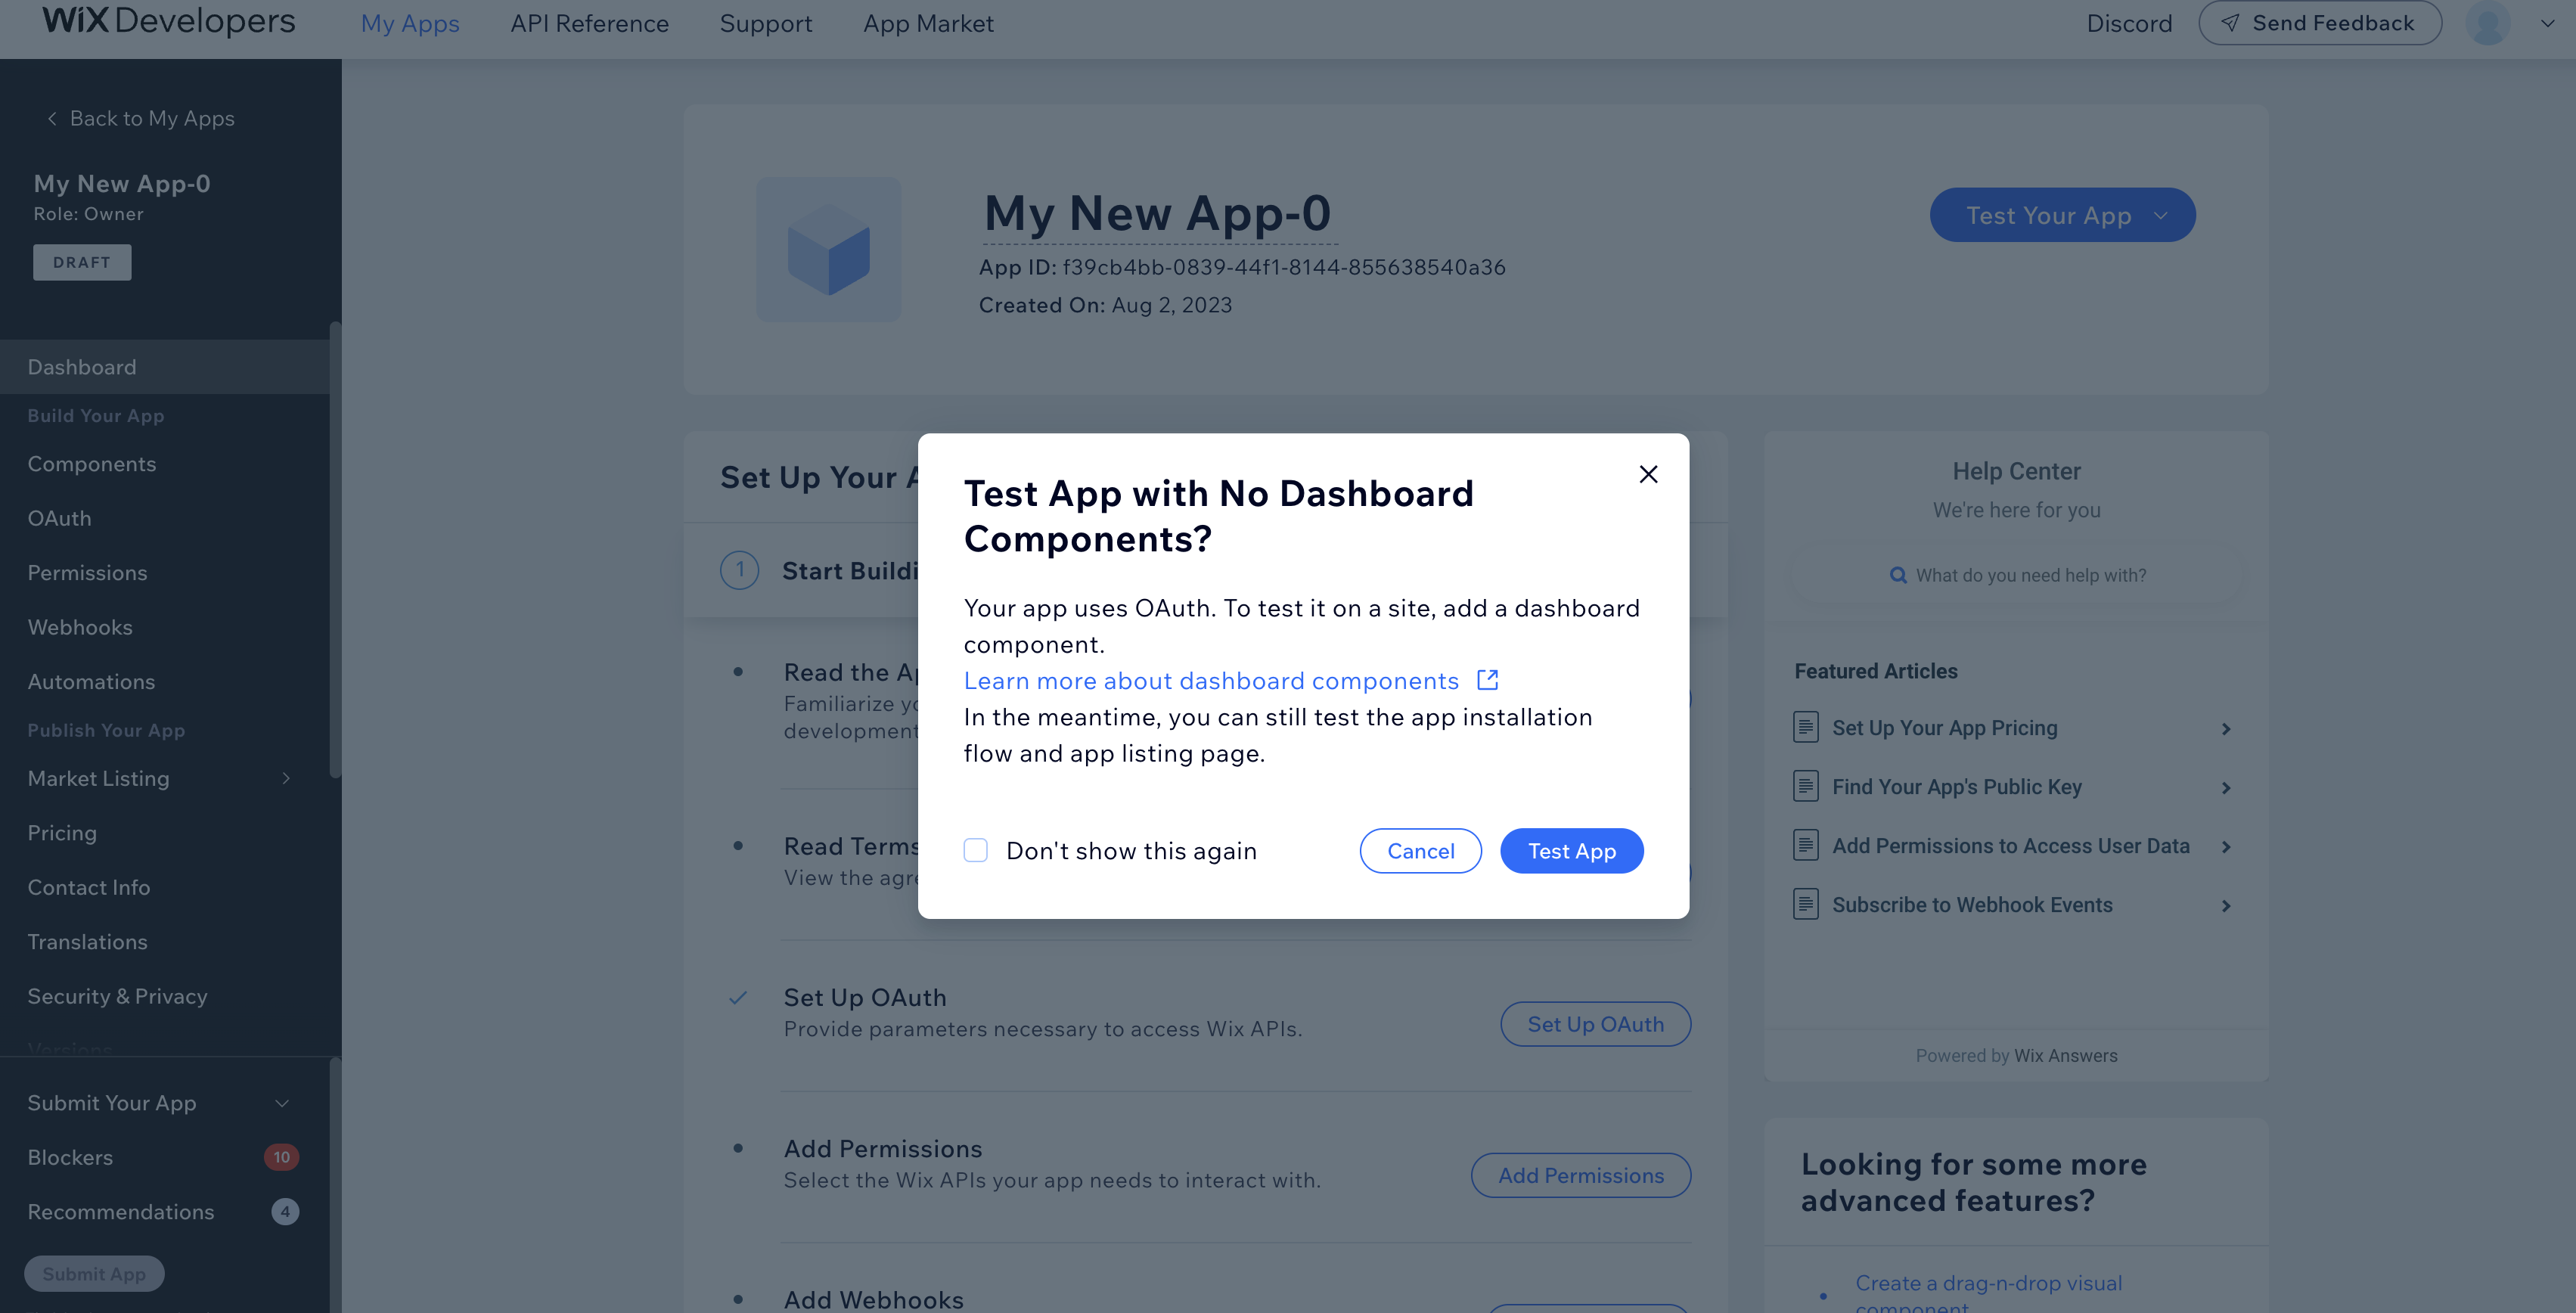 WiX Developers
My Apps
API Reference
Support
App Market
Discord
Send Feedback
Back to My Apps
My New App-0
Role: Owner
DRAFT
Dashboard
Build Your App
Components
OAuth
Permissions
Webhooks
Automations
Publish Your App
Market Listing
Pricing
Contact Info
Translations
Security & Privacy
Versions
Submit Your App
Blockers
10
Recommendations
4
Submit App
My New App-0
App ID: f39cb4bb-0839-44f1-8144-855638540a36
Created On: Aug 2, 2023
Test Your App
Set Up Your
1
Start Buildi
Read the Ap
Familiarize yo
development
Read Terms
View the agre
Set Up OAuth
Provide parameters necessary to access Wix APIs.
Set Up OAuth
Add Permissions
Select the Wix APIs your app needs to interact with.
Add Permissions
Add Webhooks
Test App with No Dashboard
Components?
Your app uses OAuth. To test it on a site, add a dashboard
component.
Learn more about dashboard components
In the meantime, you can still test the app installation
flow and app listing page.
Don't show this again
Cancel
Test App
Help Center
We're here for you
What do you need help with?
Featured Articles
Set Up Your App Pricing
Find Your App's Public Key
Add Permissions to Access User Data
Subscribe to Webhook Events
Powered by Wix Answers
Looking for some more
advanced features?
Create a drag-n-drop visual
component